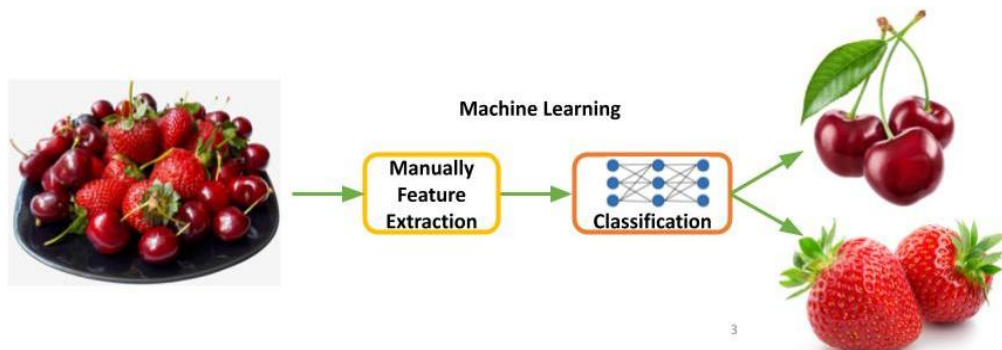 Machine Learning
Manually
Feature
Extraction
Classification
3